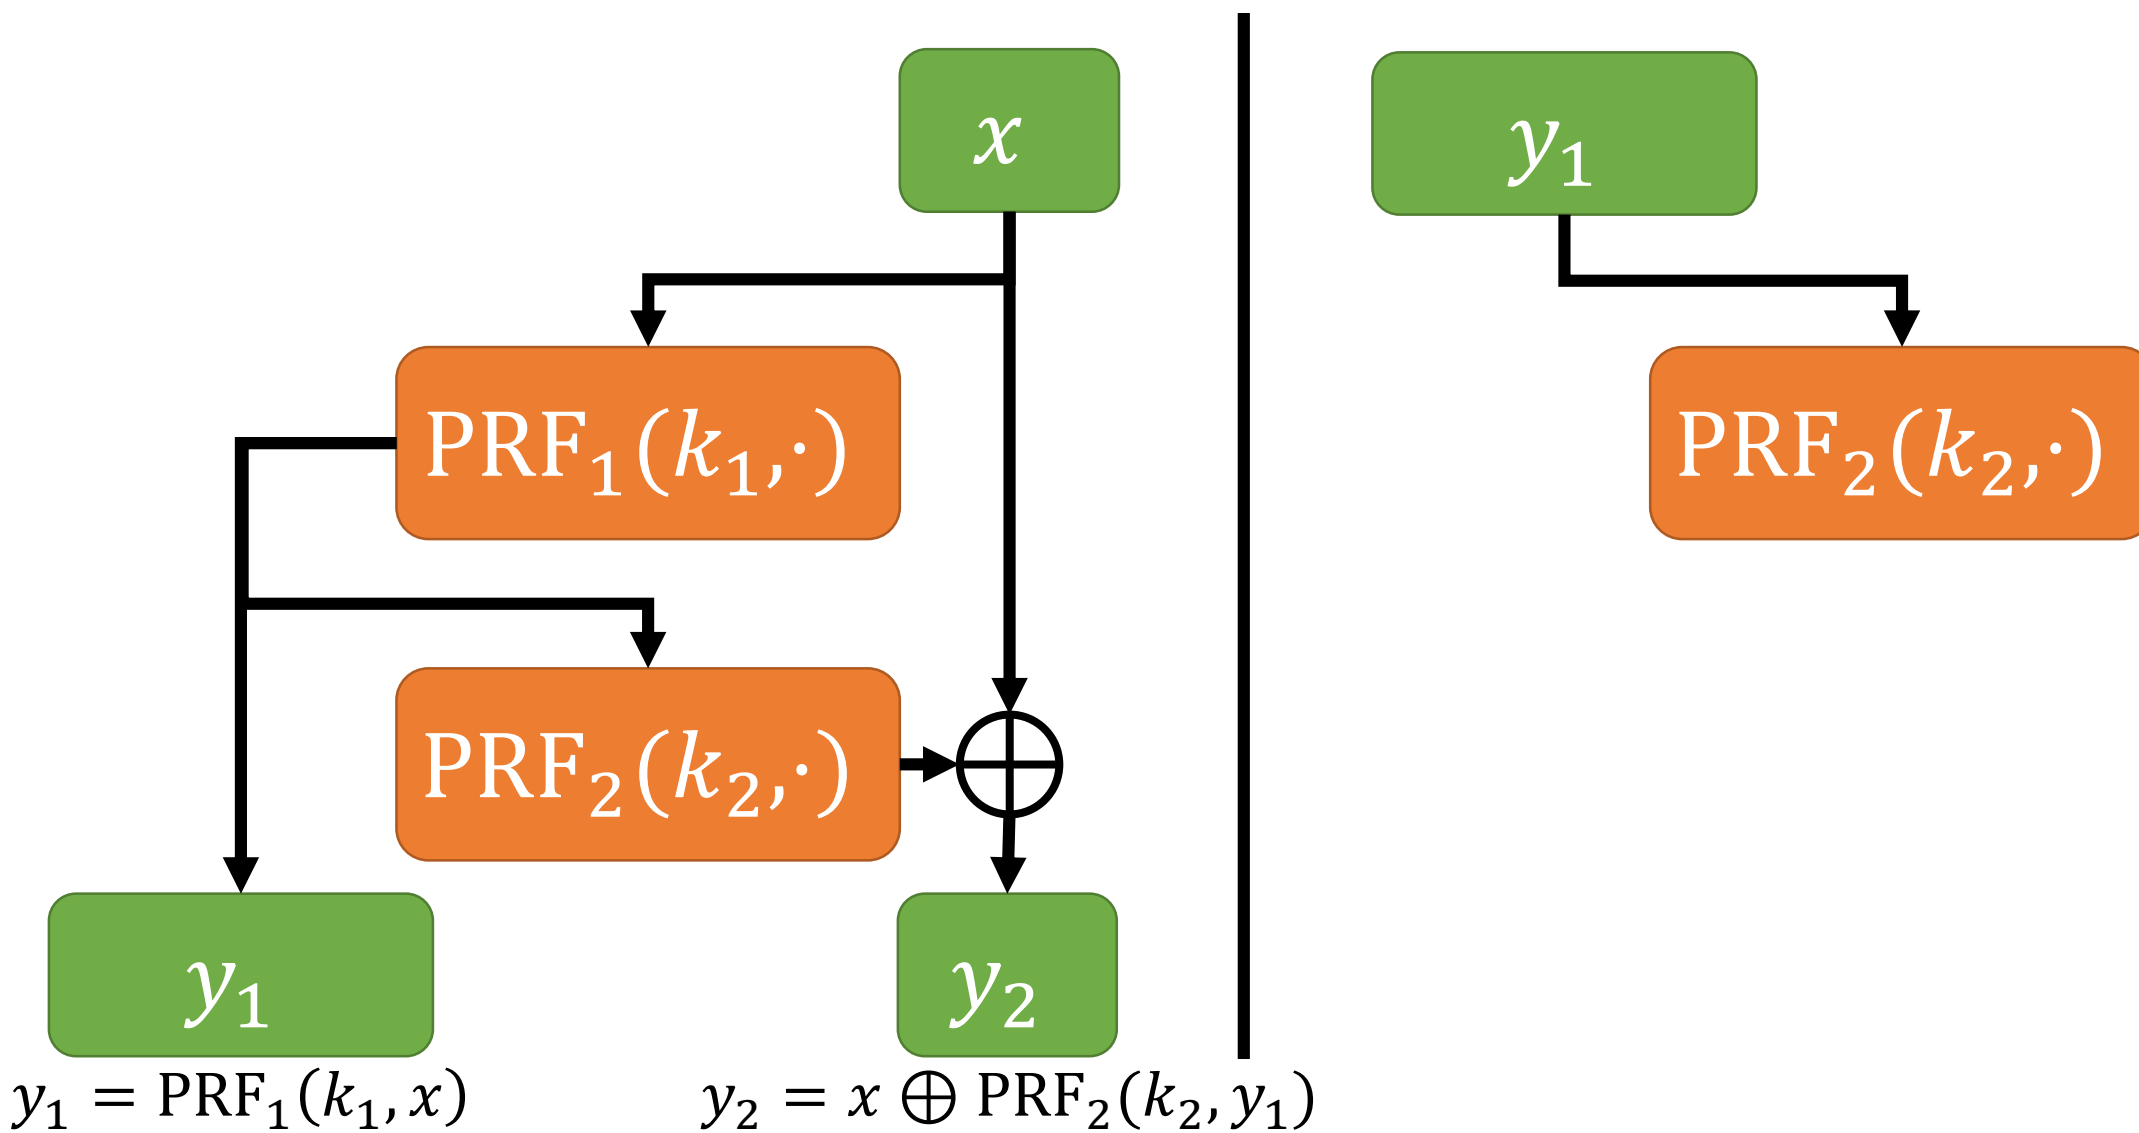 x
y₁
PRF₁(k₁,·)
PRF₂(k₂,·)
PRF₂(k₂,·)
y₁
y₂
y₁ = PRF₁(k₁, x)
y₂ = x ⊕ PRF₂(k₂, y₁)